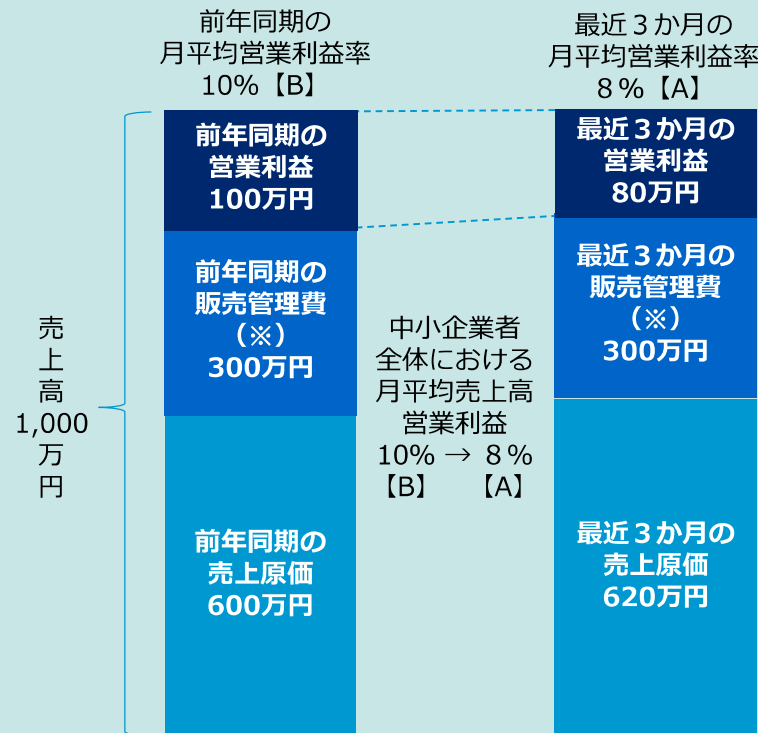 前年同期の
月平均営業利益率
10%【B】
最近３か月の
月平均営業利益率
８％【A】
売
上
高
1,000
万
円
前年同期の
営業利益
100万円
前年同期の
販売管理費
（※）
300万円
前年同期の
売上原価
600万円
中小企業者
全体における
月平均売上高
営業利益
10% → ８％
【B】 【A】
最近３か月の
営業利益
80万円
最近３か月の
販売管理費
（※）
300万円
最近３か月の
売上原価
620万円